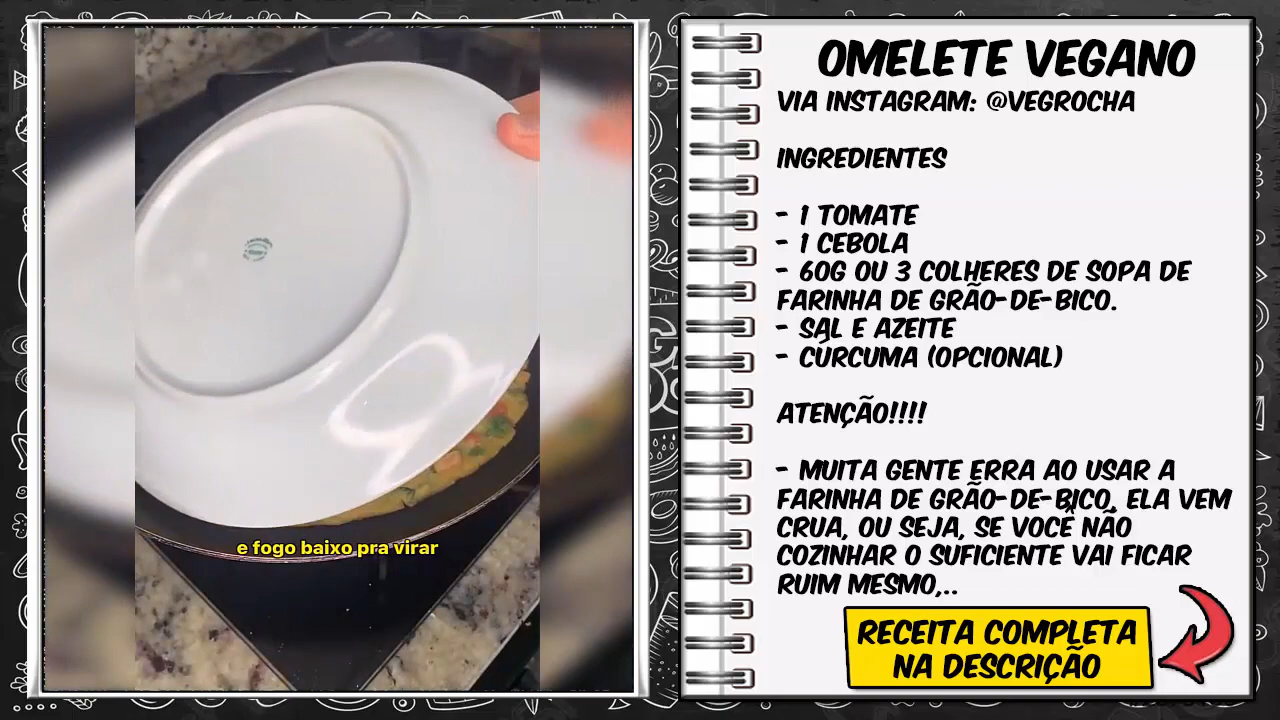 OMELETE VEGANO
VIA INSTAGRAM: @VEGROCHA
INGREDIENTES
- 1 TOMATE
- 1 CEBOLA
- 60G OU 3 COLHERES DE SOPA DE
FARINHA DE GRÃO-DE-BICO.
- SAL E AZEITE
- CÚRCUMA (OPCIONAL)
ATENÇÃO!!!!
- MUITA GENTE ERRA AO USAR A
FARINHA DE GRÃO-DE-BICO, ELA VEM
CRUA, OU SEJA, SE VOCÊ NÃO
COZINHAR O SUFICIENTE VAI FICAR
RUIM MESMO,..
RECEITA COMPLETA
NA DESCRIÇÃO
e fogo baixo pra virar